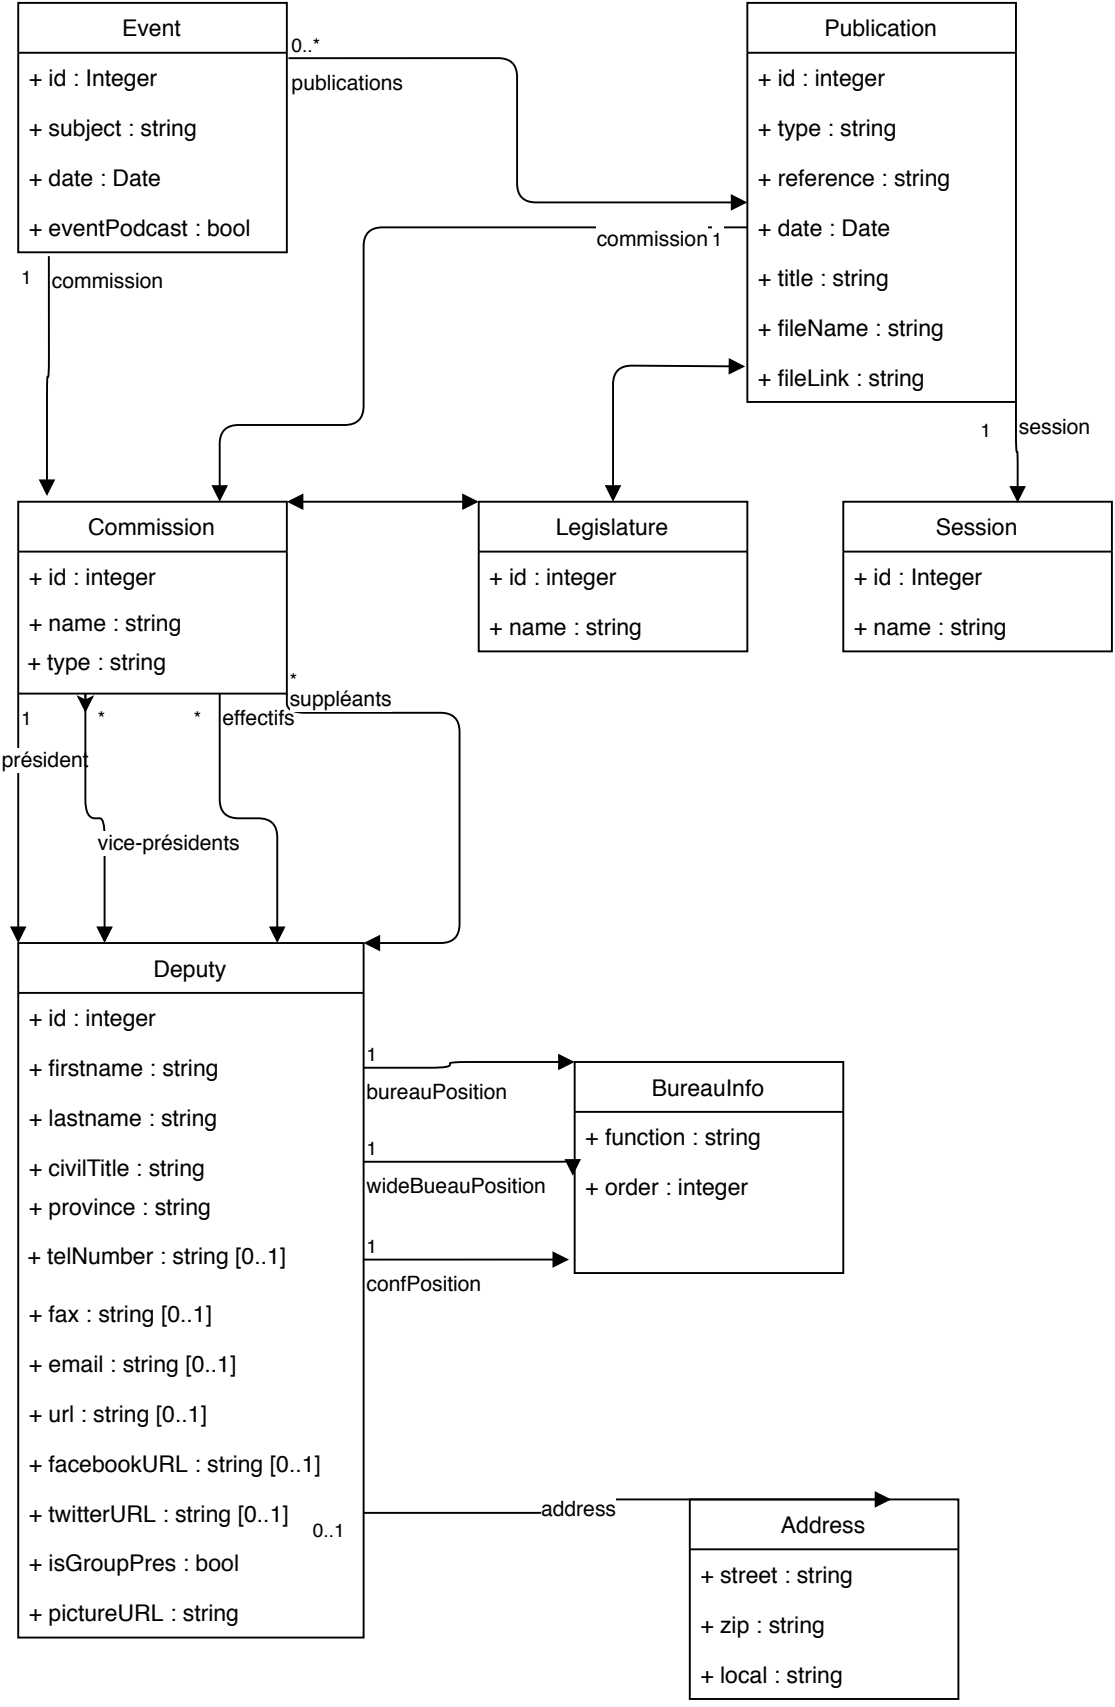 Event
+ id : Integer
+ subject : string
+ date : Date
+ eventPodcast : bool
0..*
publications
Publication
+ id : integer
+ type : string
+ reference : string
+ date : Date
+ title : string
+ fileName : string
+ fileLink : string
commission 1
1
commission
1
session
Commission
+ id : integer
+ name : string
+ type : string
Legislature
+ id : integer
+ name : string
Session
+ id : Integer
+ name : string
*
suppléants
1
*
*
effectifs
président
vice-présidents
Deputy
+ id : integer
+ firstname : string
+ lastname : string
+ civilTitle : string
+ province : string
+ telNumber : string [0..1]
+ fax : string [0..1]
+ email : string [0..1]
+ url : string [0..1]
+ facebookURL : string [0..1]
+ twitterURL : string [0..1]
0..1
+ isGroupPres : bool
+ pictureURL : string
1
bureauPosition
1
wideBueauPosition
1
confPosition
BureauInfo
+ function : string
+ order : integer
address
Address
+ street : string
+ zip : string
+ local : string